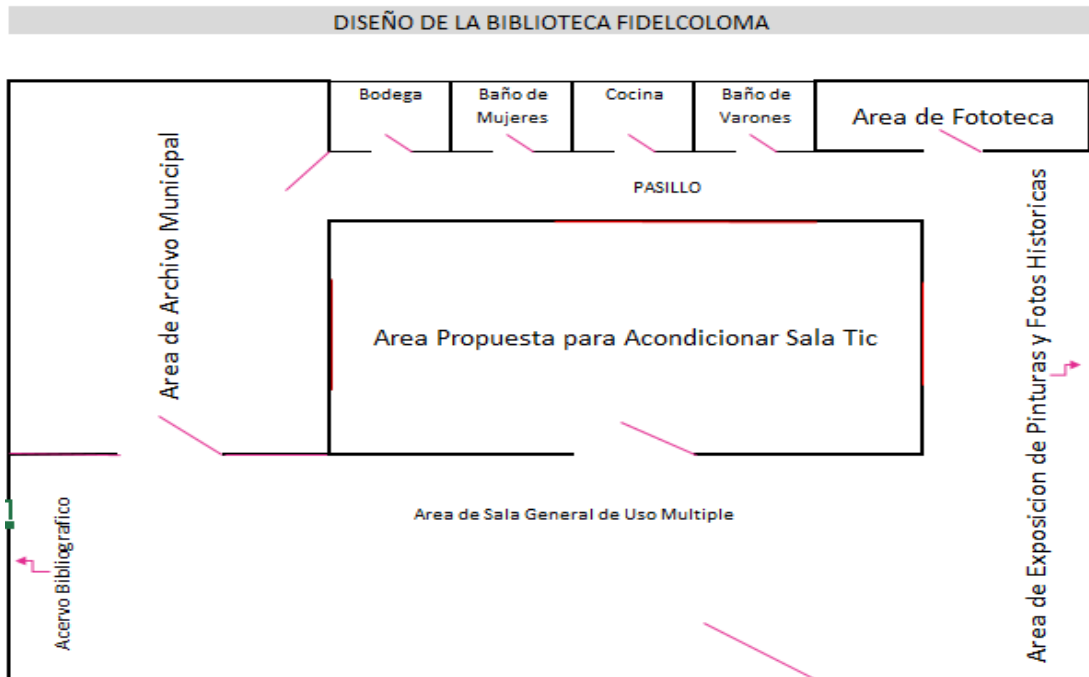 DISEÑO DE LA BIBLIOTECA FIDELCOLOMA
Bodega
Baño de
Mujeres
Cocina
Baño de
Varones
Area de Fototeca
PASILLO
Area de Archivo Municipal
Area Propuesta para Acondicionar Sala Tic
Area de Exposicion de Pinturas y Fotos Historicas
Acervo Bibliografico
Area de Sala General de Uso Multiple